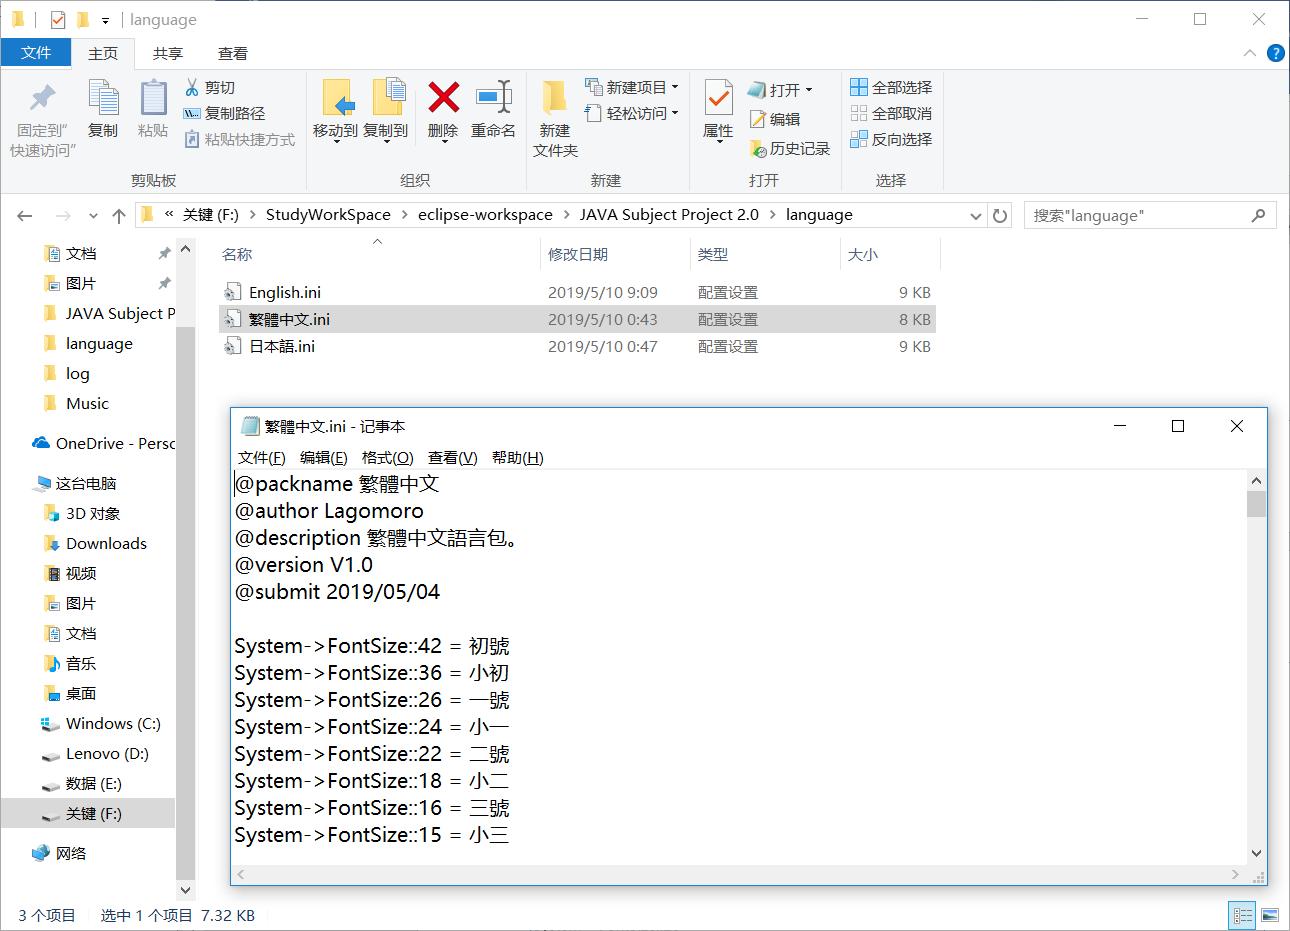 language
文件 主页 共享 查看
固定到"
快速访问"
复制
粘贴
剪切
复制路径
粘贴快捷方式
剪贴板
移动到
复制到
删除
重命名
组织
新建
文件夹
新建项目
轻松访问
新建
属性
打开
编辑
历史记录
打开
全部选择
全部取消
反向选择
选择
« 关键 (F:) > StudyWorkSpace > eclipse-workspace > JAVA Subject Project 2.0 > language
搜索"language"
文档
图片
JAVA Subject P
language
log
Music
OneDrive - Persc
这台电脑
3D 对象
Downloads
视频
图片
文档
音乐
桌面
Windows (C:)
Lenovo (D:)
数据 (E:)
关键 (F:)
网络
名称 修改日期 类型 大小
English.ini 2019/5/10 9:09 配置设置 9 KB
繁體中文.ini 2019/5/10 0:43 配置设置 8 KB
日本語.ini 2019/5/10 0:47 配置设置 9 KB
繁體中文.ini - 记事本
文件(F) 编辑(E) 格式(O) 查看(V) 帮助(H)
@packname 繁體中文
@author Lagomoro
@description 繁體中文語言包。
@version V1.0
@submit 2019/05/04
System->FontSize::42 = 初號
System->FontSize::36 = 小初
System->FontSize::26 = 一號
System->FontSize::24 = 小一
System->FontSize::22 = 二號
System->FontSize::18 = 小二
System->FontSize::16 = 三號
System->FontSize::15 = 小三
3 个项目 选中 1 个项目 7.32 KB